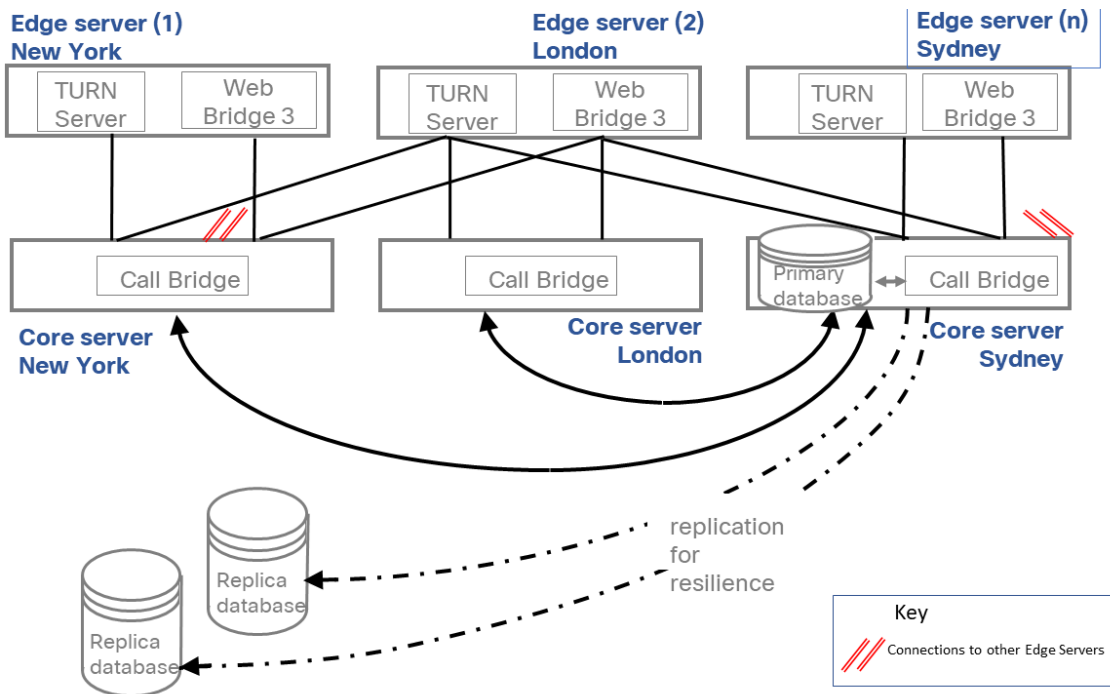 Edge server (1)
New York
Edge server (2)
London
Edge server (n)
Sydney
TURN
Server
Web
Bridge 3
TURN
Server
Web
Bridge 3
TURN
Server
Web
Bridge 3
Call Bridge
Call Bridge
Primary
database
Call Bridge
Core server
New York
Core server
London
Core server
Sydney
replication
for
resilience
Replica
database
Replica
database
Key
Connections to other Edge Servers